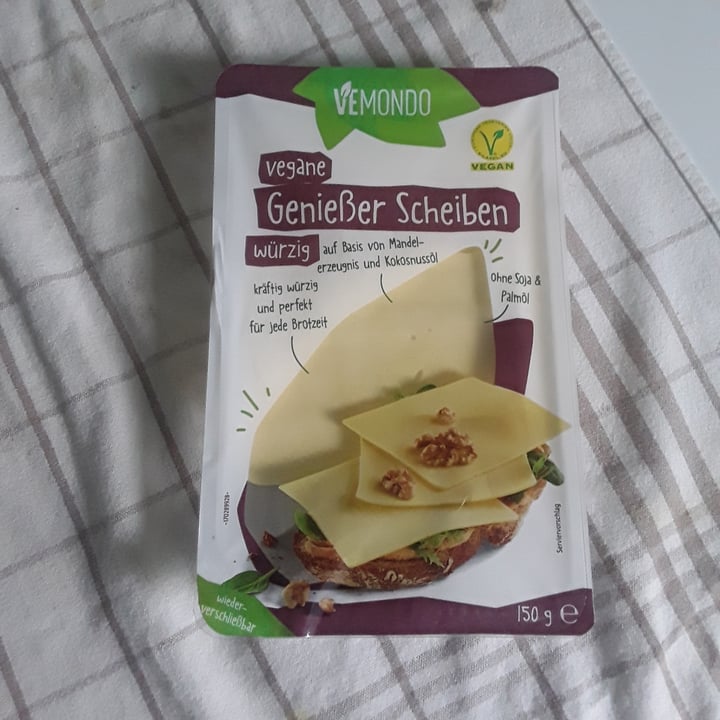 VEMONDO
VEGAN
vegane
Genießer Scheiben
würzig
auf Basis von Mandel-
erzeugnis und Kokosnussöl
kräftig würzig
und perfekt
für jede Brotzeit
ohne Soja &
Palmöl
Serviervorschlag
wieder-
verschließbar
150 g e